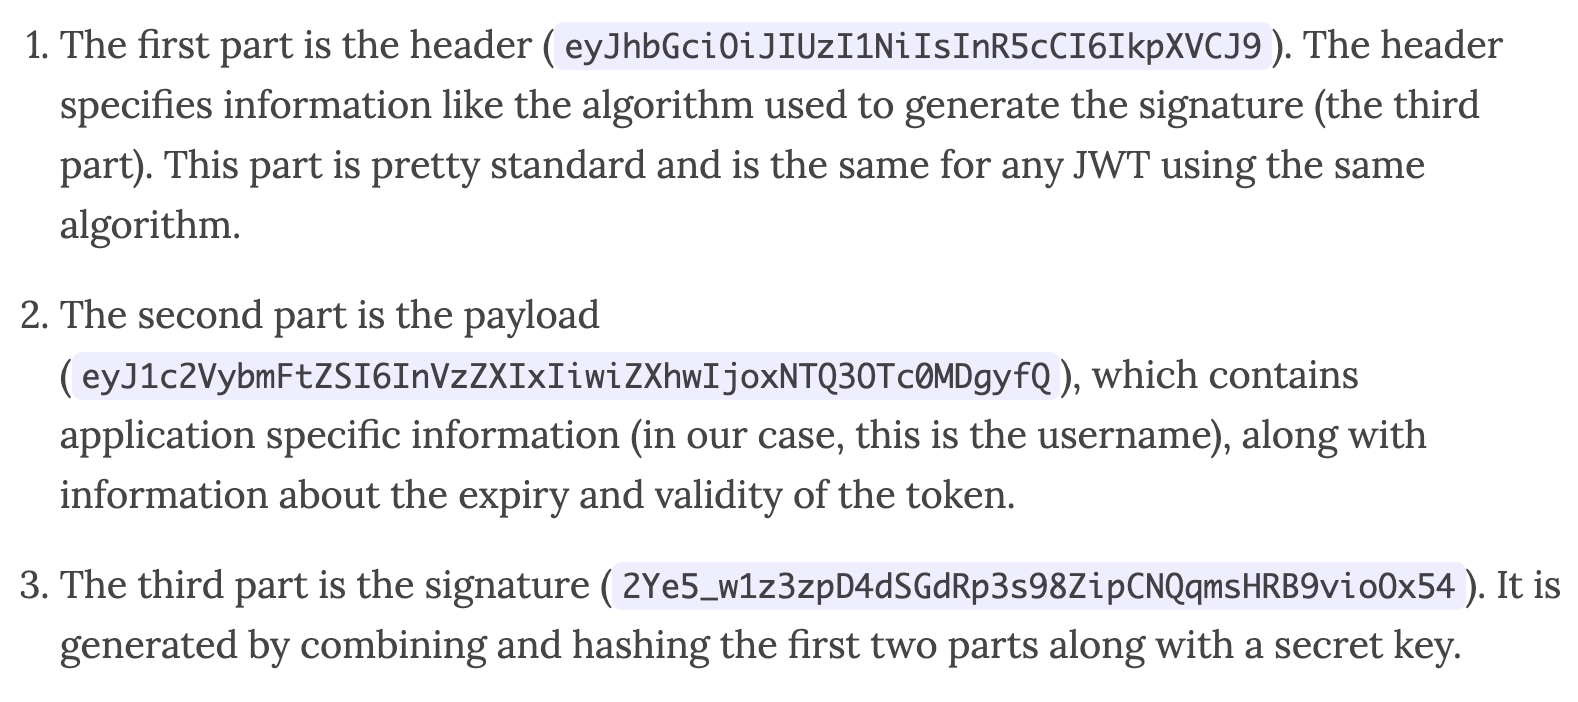 1. The first part is the header (eyJhbGciOiJIUzI1NiIsInR5cCI6IkpXVCJ9). The header
specifies information like the algorithm used to generate the signature (the third
part). This part is pretty standard and is the same for any JWT using the same
algorithm.
2. The second part is the payload
(eyJ1c2VybmFtZSI6InVzZXIxIiwiZXhwIjoxNTQ3OTc0MDgyfQ), which contains
application specific information (in our case, this is the username), along with
information about the expiry and validity of the token.
3. The third part is the signature (2Ye5_w1z3zpD4dSGdRp3s98ZipCNQqmsHRB9vioOx54). It is
generated by combining and hashing the first two parts along with a secret key.